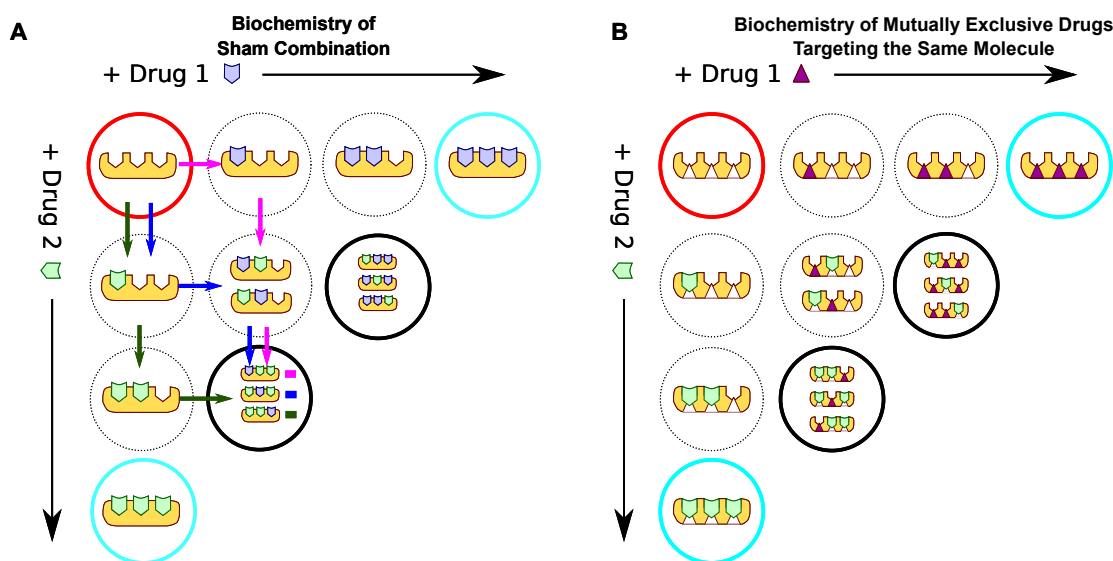 A
Biochemistry of
Sham Combination
+ Drug 1
+ Drug 2
B
Biochemistry of Mutually Exclusive Drugs
Targeting the Same Molecule
+ Drug 1
+ Drug 2